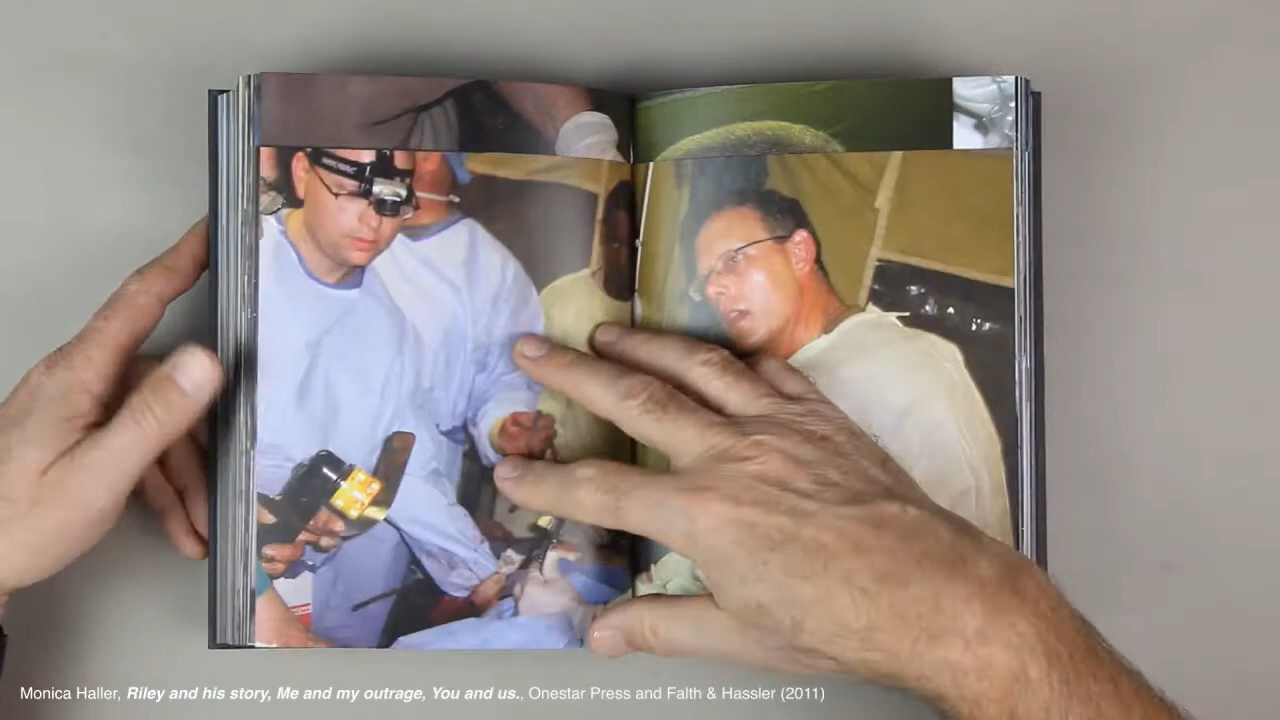 Monica Haller, Riley and his story, Me and my outrage, You and us., Onestar Press and Falth & Hassler (2011)